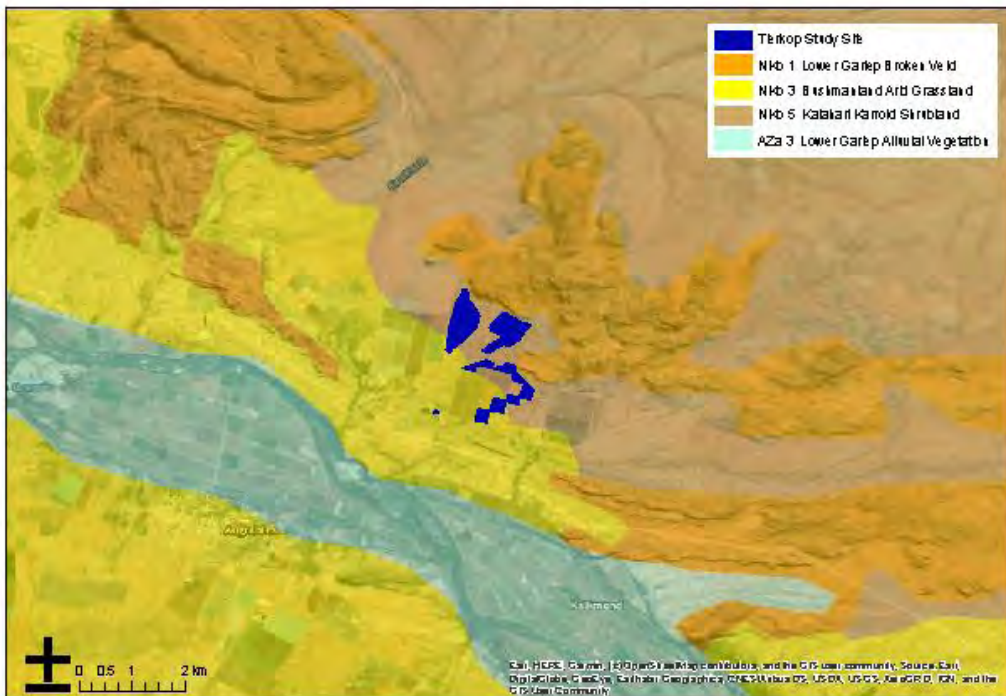 Tierkop Study Site
Nkb 1 Lower Gariep Broken Veld
Nkb 3 Bushmanland Arid Grassland
Nkb 5 Kalahari Karroid Shrubland
AZa 3 Lower Gariep Alluvial Vegetation
0 0.5 1 2 km
Esri, HERE, Garmin, (c) OpenStreetMap contributors, and the GIS user community, Source: Esri,
DigitalGlobe, GeoEye, Earthstar Geographics, CNES/Airbus DS, USDA, USGS, AeroGRID, IGN, and the
GIS User Community